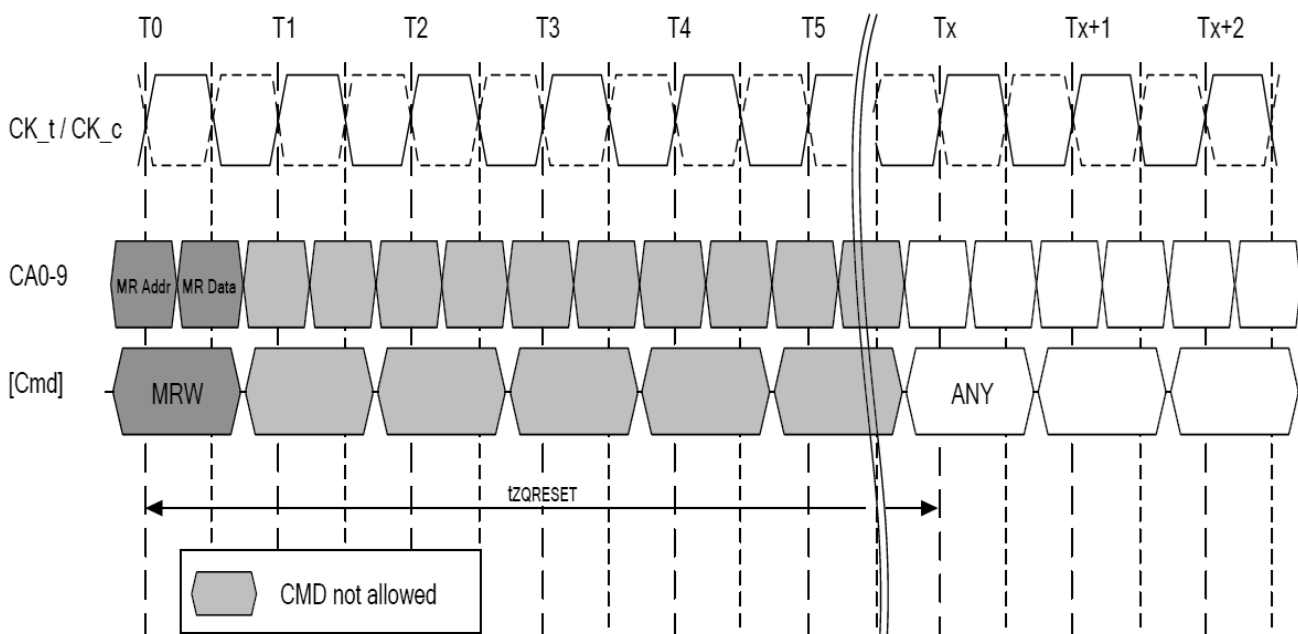 T0 T1 T2 T3 T4 T5 Tx Tx+1 Tx+2
CK_t / CK_c
CA0-9 MR Addr MR Data
[Cmd] MRW ANY
tZQRESET
CMD not allowed